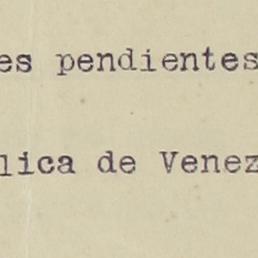 es pendientes
lica de Venez